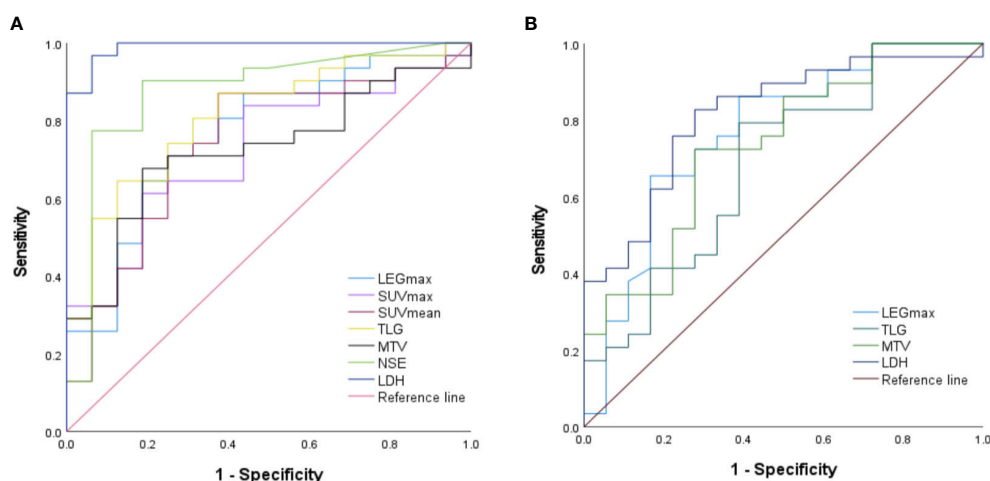 A
1.0
0.8
0.6
0.4
0.2
0.0
Sensitivity
LEGmax
SUVmax
SUVmean
TLG
MTV
NSE
LDH
Reference line
0.0 0.2 0.4 0.6 0.8 1.0
1 - Specificity
B
1.0
0.8
0.6
0.4
0.2
0.0
Sensitivity
LEGmax
TLG
MTV
LDH
Reference line
0.0 0.2 0.4 0.6 0.8 1.0
1 - Specificity